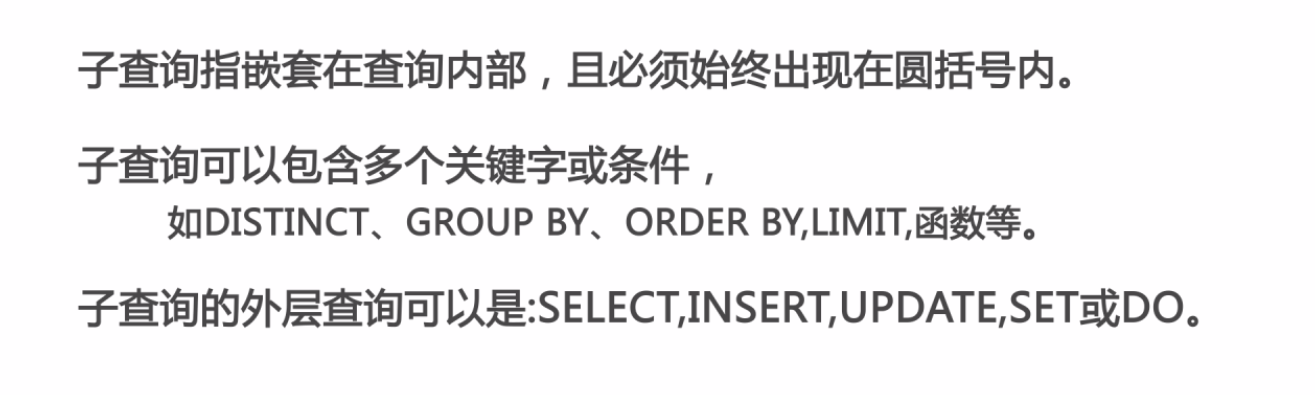 子查询指嵌套在查询内部，且必须始终出现在圆括号内。
子查询可以包含多个关键字或条件，
如DISTINCT、GROUP BY、ORDER BY,LIMIT,函数等。
子查询的外层查询可以是:SELECT,INSERT,UPDATE,SET或DO。